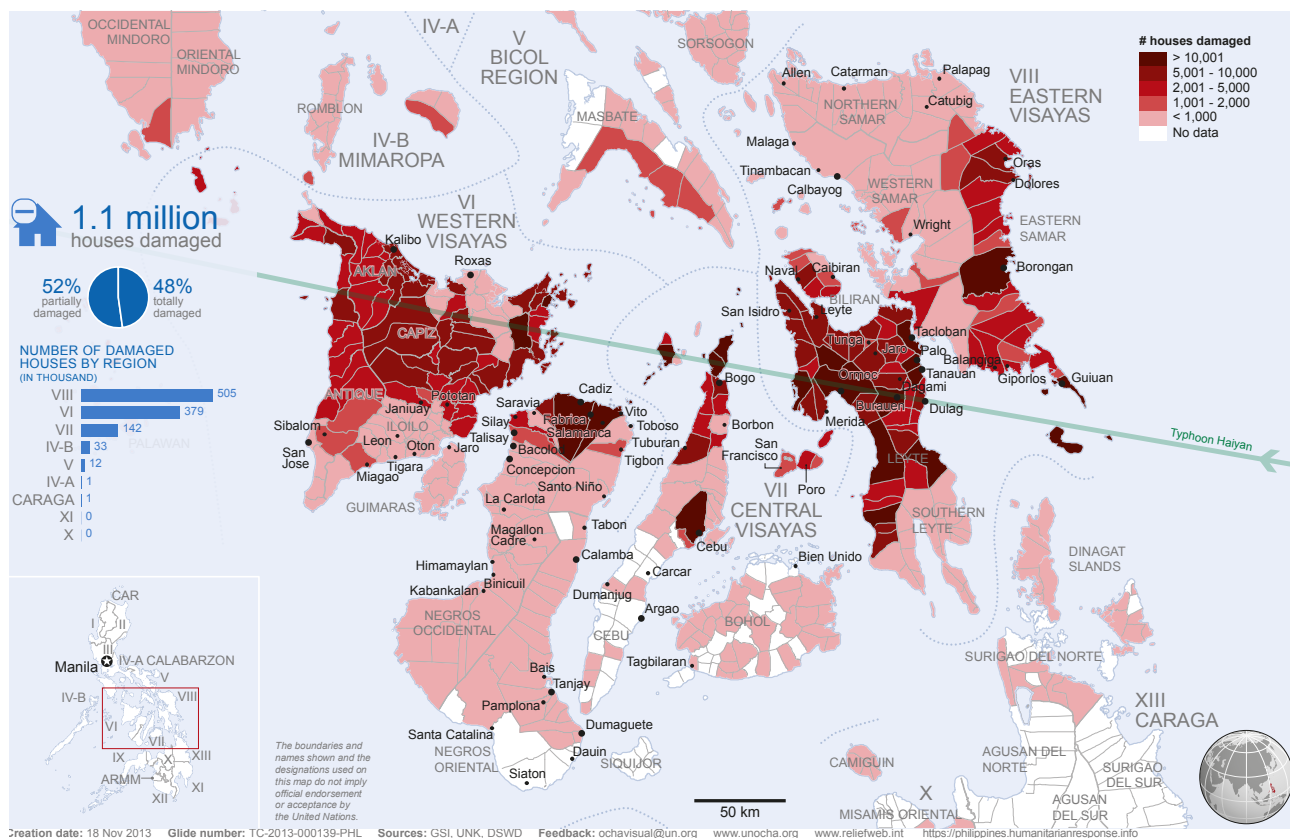 OCCIDENTAL
MINDORO
ORIENTAL
MINDORO
IV-A
V
BICOL
REGION
SORSOGON
ROMBLON
IV-B
MIMAROPA
MASBATE
Allen
Catarman
Palapag
NORTHERN
SAMAR
Catubig
VIII
EASTERN
VISAYAS
# houses damaged
> 10,001
5,001 - 10,000
2,001 - 5,000
1,001 - 2,000
< 1,000
No data
Malaga
Tinambacan
Calbayog
WESTERN
SAMAR
Oras
Dolores
EASTERN
SAMAR
Wright
Borongan
1.1 million
houses damaged
52%
partially
damaged
48%
totally
damaged
NUMBER OF DAMAGED
HOUSES BY REGION
(IN THOUSAND)
VIII 505
VI 379
VII 142
IV-B 33
V 12
IV-A 1
CARAGA 1
XI 0
X 0
PALAWAN
VI
WESTERN
VISAYAS
Kalibo
Roxas
AKLAN
CAPIZ
ANTIQUE
Pototan
Janiuay
ILOILO
Sibalom
San
Jose
Leon
Oton
Jaro
Tigara
Miagao
GUIMARAS
Saravia
Silay
Talisay
Bacolo
Concepcion
Cadiz
Fabrica
Salamanca
Vito
Toboso
Tuburan
Tigbon
Santo Niño
La Carlota
Magallon
Cadre
Tabon
Calamba
Himamaylan
Binicuil
Kabankalan
NEGROS
OCCIDENTAL
Bais
Tanjay
Pamplona
Santa Catalina
Dumaguete
Dauin
NEGROS
ORIENTAL
Siaton
SIQUIJOR
Bogo
Borbon
San
Francisco
Poro
VII
CENTRAL
VISAYAS
Cebu
Carcar
Dumanjug
Argao
CEBU
Bien Unido
BOHOL
Tagbilaran
Naval
Caibiran
BILIRAN
San Isidro
Leyte
Tacloban
Tunga
Jaro
Palo
Balangiga
Tanauan
Ormoc
Giporlos
Guiuan
Burauen
Dulag
Merida
LEYTE
SOUTHERN
LEYTE
Typhoon Haiyan
DINAGAT
SLANDS
SURIGAO DEL NORTE
XIII
CARAGA
AGUSAN DEL
NORTE
SURIGAO
DEL SUR
AGUSAN
DEL SUR
CAMIGUIN
X
MISAMIS ORIENTAL
50 km
CAR
I
II
III
Manila
IV-A CALABARZON
V
IV-B
VIII
VI
VII
IX
X
XIII
ARMM
XI
XII
The boundaries and
names shown and the
designations used on
this map do not imply
official endorsement
or acceptance by
the United Nations.
Creation date: 18 Nov 2013 Glide number: TC-2013-000139-PHL Sources: GSI, UNK, DSWD Feedback: ochavisual@un.org www.unocha.org www.reliefweb.int https://philippines.humanitarianresponse.info